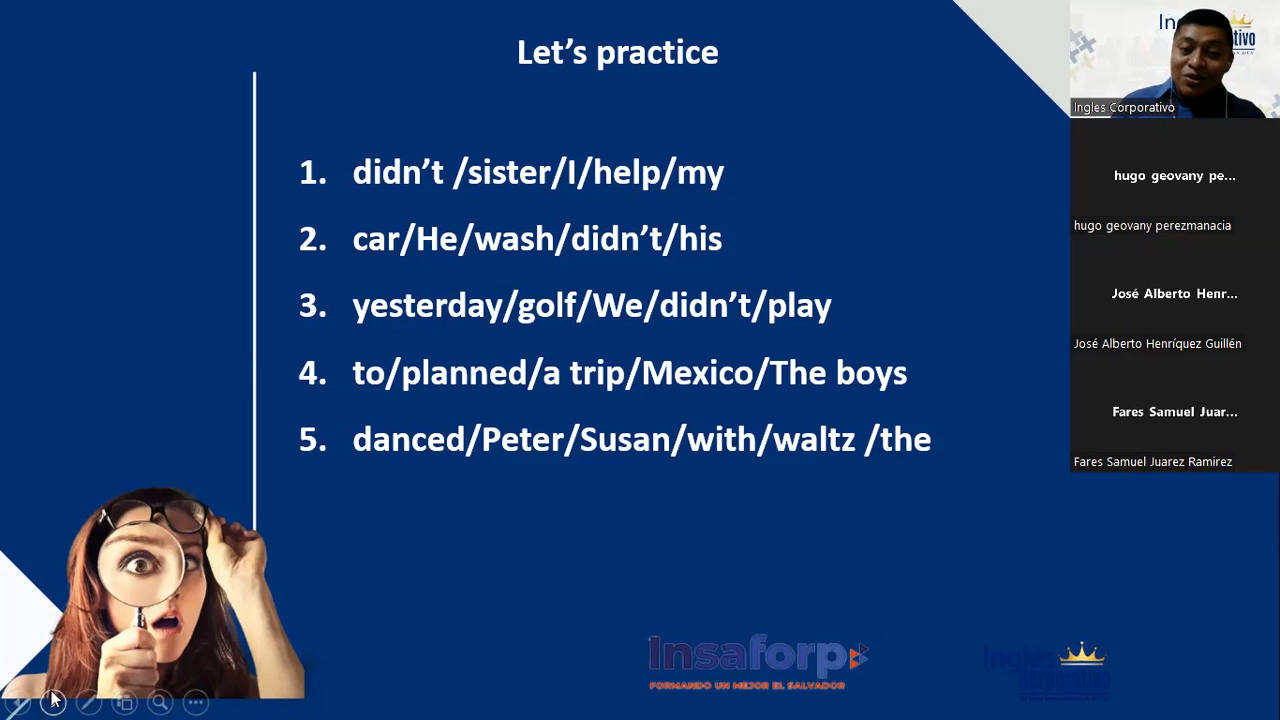 Let's practice
1. didn't /sister/I/help/my
2. car/He/wash/didn't/his
3. yesterday/golf/We/didn't/play
4. to/planned/a trip/Mexico/The boys
5. danced/Peter/Susan/with/waltz /the
Ingles Corporativo
hugo geovany pe...
hugo geovany perezmanacia
José Alberto Henr...
José Alberto Henríquez Guillén
Fares Samuel Juar...
Fares Samuel Juarez Ramirez
Insaforp
FORMANDO UN MEJOR EL SALVADOR
Ingles
Corporativo